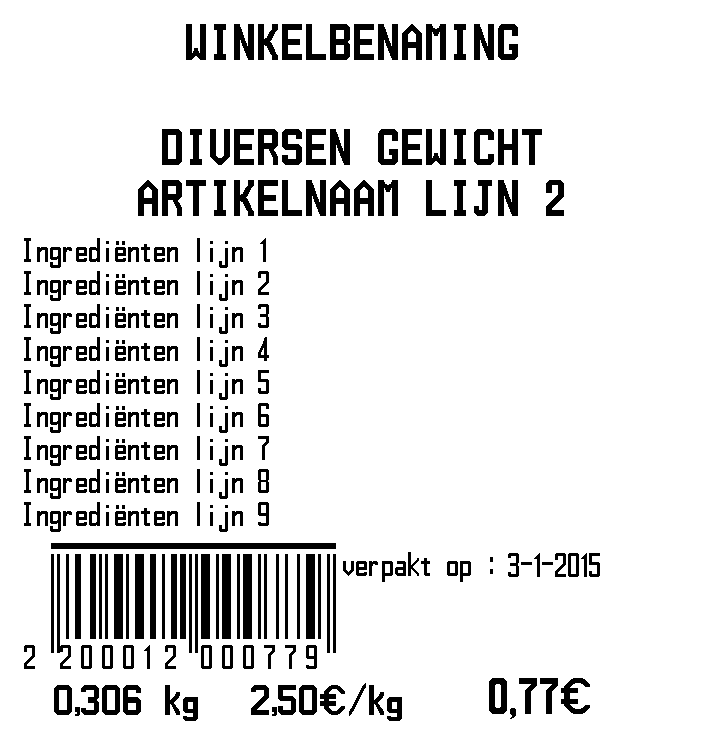 WINKELBENAMING
DIVERSEN GEWICHT
ARTIKELNAAM LIJN 2
Ingrediënten lijn 1
Ingrediënten lijn 2
Ingrediënten lijn 3
Ingrediënten lijn 4
Ingrediënten lijn 5
Ingrediënten lijn 6
Ingrediënten lijn 7
Ingrediënten lijn 8
Ingrediënten lijn 9
verpakt op : 3-1-2015
2 200012 000779
0,306 kg 2,50€/kg 0,77€